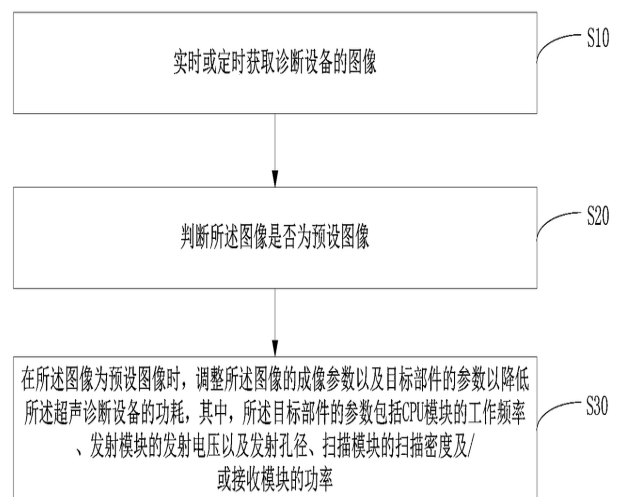 实时或定时获取诊断设备的图像
S10
判断所述图像是否为预设图像
S20
在所述图像为预设图像时，调整所述图像的成像参数以及目标部件的参数以降低
所述超声诊断设备的功耗，其中，所述目标部件的参数包括CPU模块的工作频率
、发射模块的发射电压以及发射孔径、扫描模块的扫描密度及/
或接收模块的功率
S30